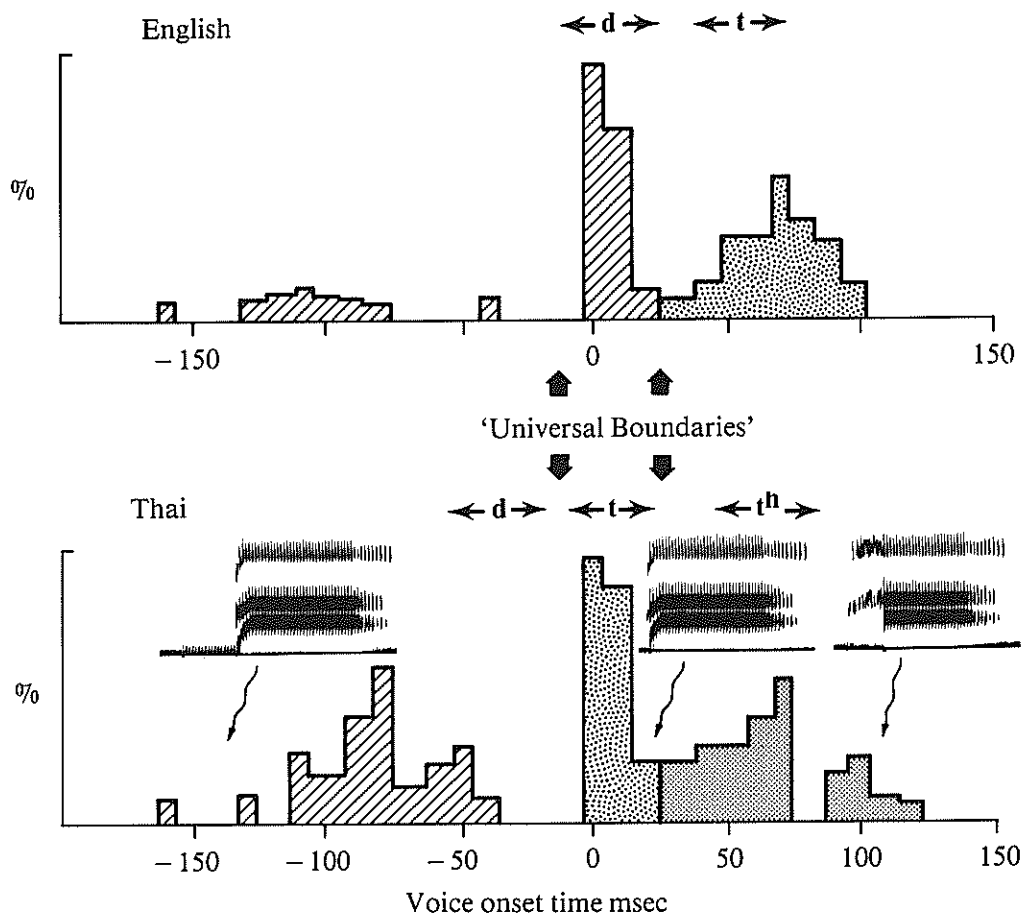 English
d t
%
−150 0 150
'Universal Boundaries'
Thai
d t tʰ
%
−150 −100 −50 0 50 100 150
Voice onset time msec